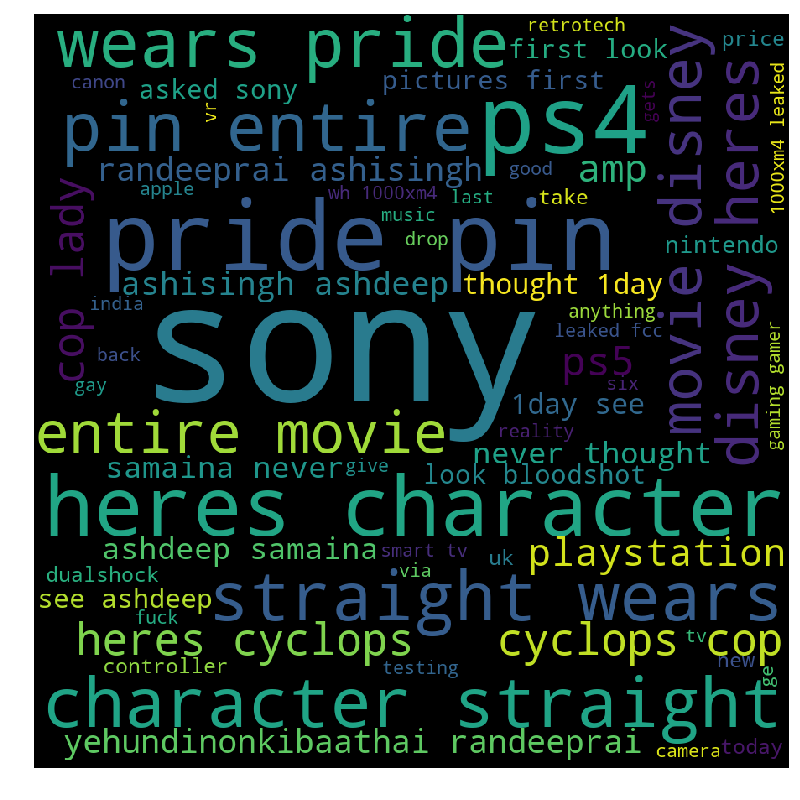 retrotech
wears pride
first look
price
canon
asked sony
pictures first
disney
heres
1000xm4 leaked
vr
gets
pin entire
ps4
randeeprai ashisingh
good
amp
apple
wh 1000xm4
last
take
cop lady
pride pin
music
drop
nintendo
ashisingh ashdeep
thought 1day
movie
disney
india
sony
anything
leaked fcc
back
ps5
gaming gamer
gay
six
1day see
entire movie
reality
never thought
samaina never
give
look bloodshot
heres character
ashdeep samaina
smart tv
uk
playstation
dualshock
via
see ashdeep
straight wears
fuck
heres cyclops
cyclops cop
tv
controller
testing
new
ge
character straight
yehundinonkibaathai randeeprai
camera
today